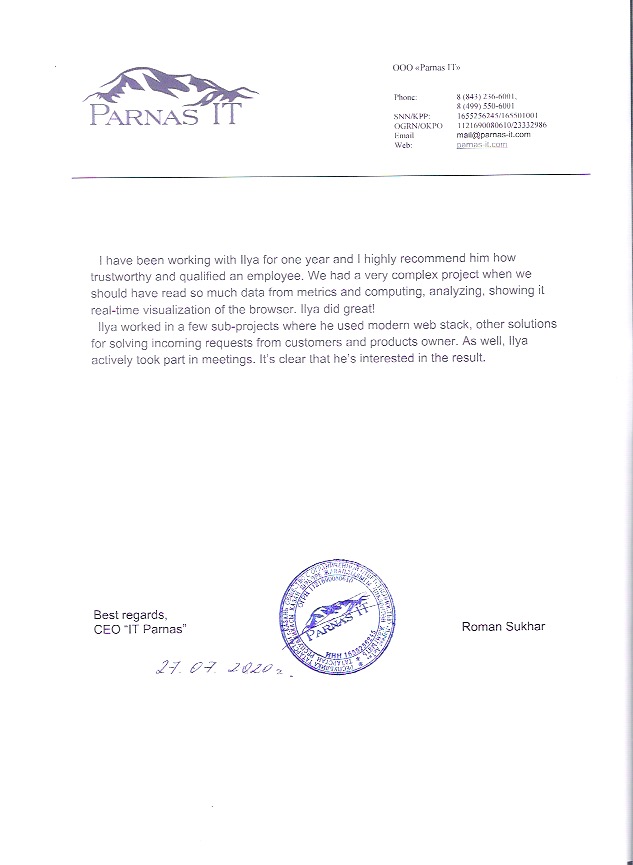 PARNAS IT
ООО «Parnas IT»
Phone: 8 (843) 236-6001,
8 (499) 550-6001
SNN/KPP: 1655256245/165501001
OGRN/OKPO 1121690080610/23332986
Email mail@parnas-it.com
Web: parnas-it.com
I have been working with Ilya for one year and I highly recommend him how
trustworthy and qualified an employee. We had a very complex project when we
should have read so much data from metrics and computing, analyzing, showing it
real-time visualization of the browser. Ilya did great!
Ilya worked in a few sub-projects where he used modern web stack, other solutions
for solving incoming requests from customers and products owner. As well, Ilya
actively took part in meetings. It's clear that he's interested in the result.
Best regards,
CEO “IT Parnas”
Roman Sukhar
27. 07. 2020 г.
ОГРН 1121690080610
PARNAS IT
ИНН 1655256245